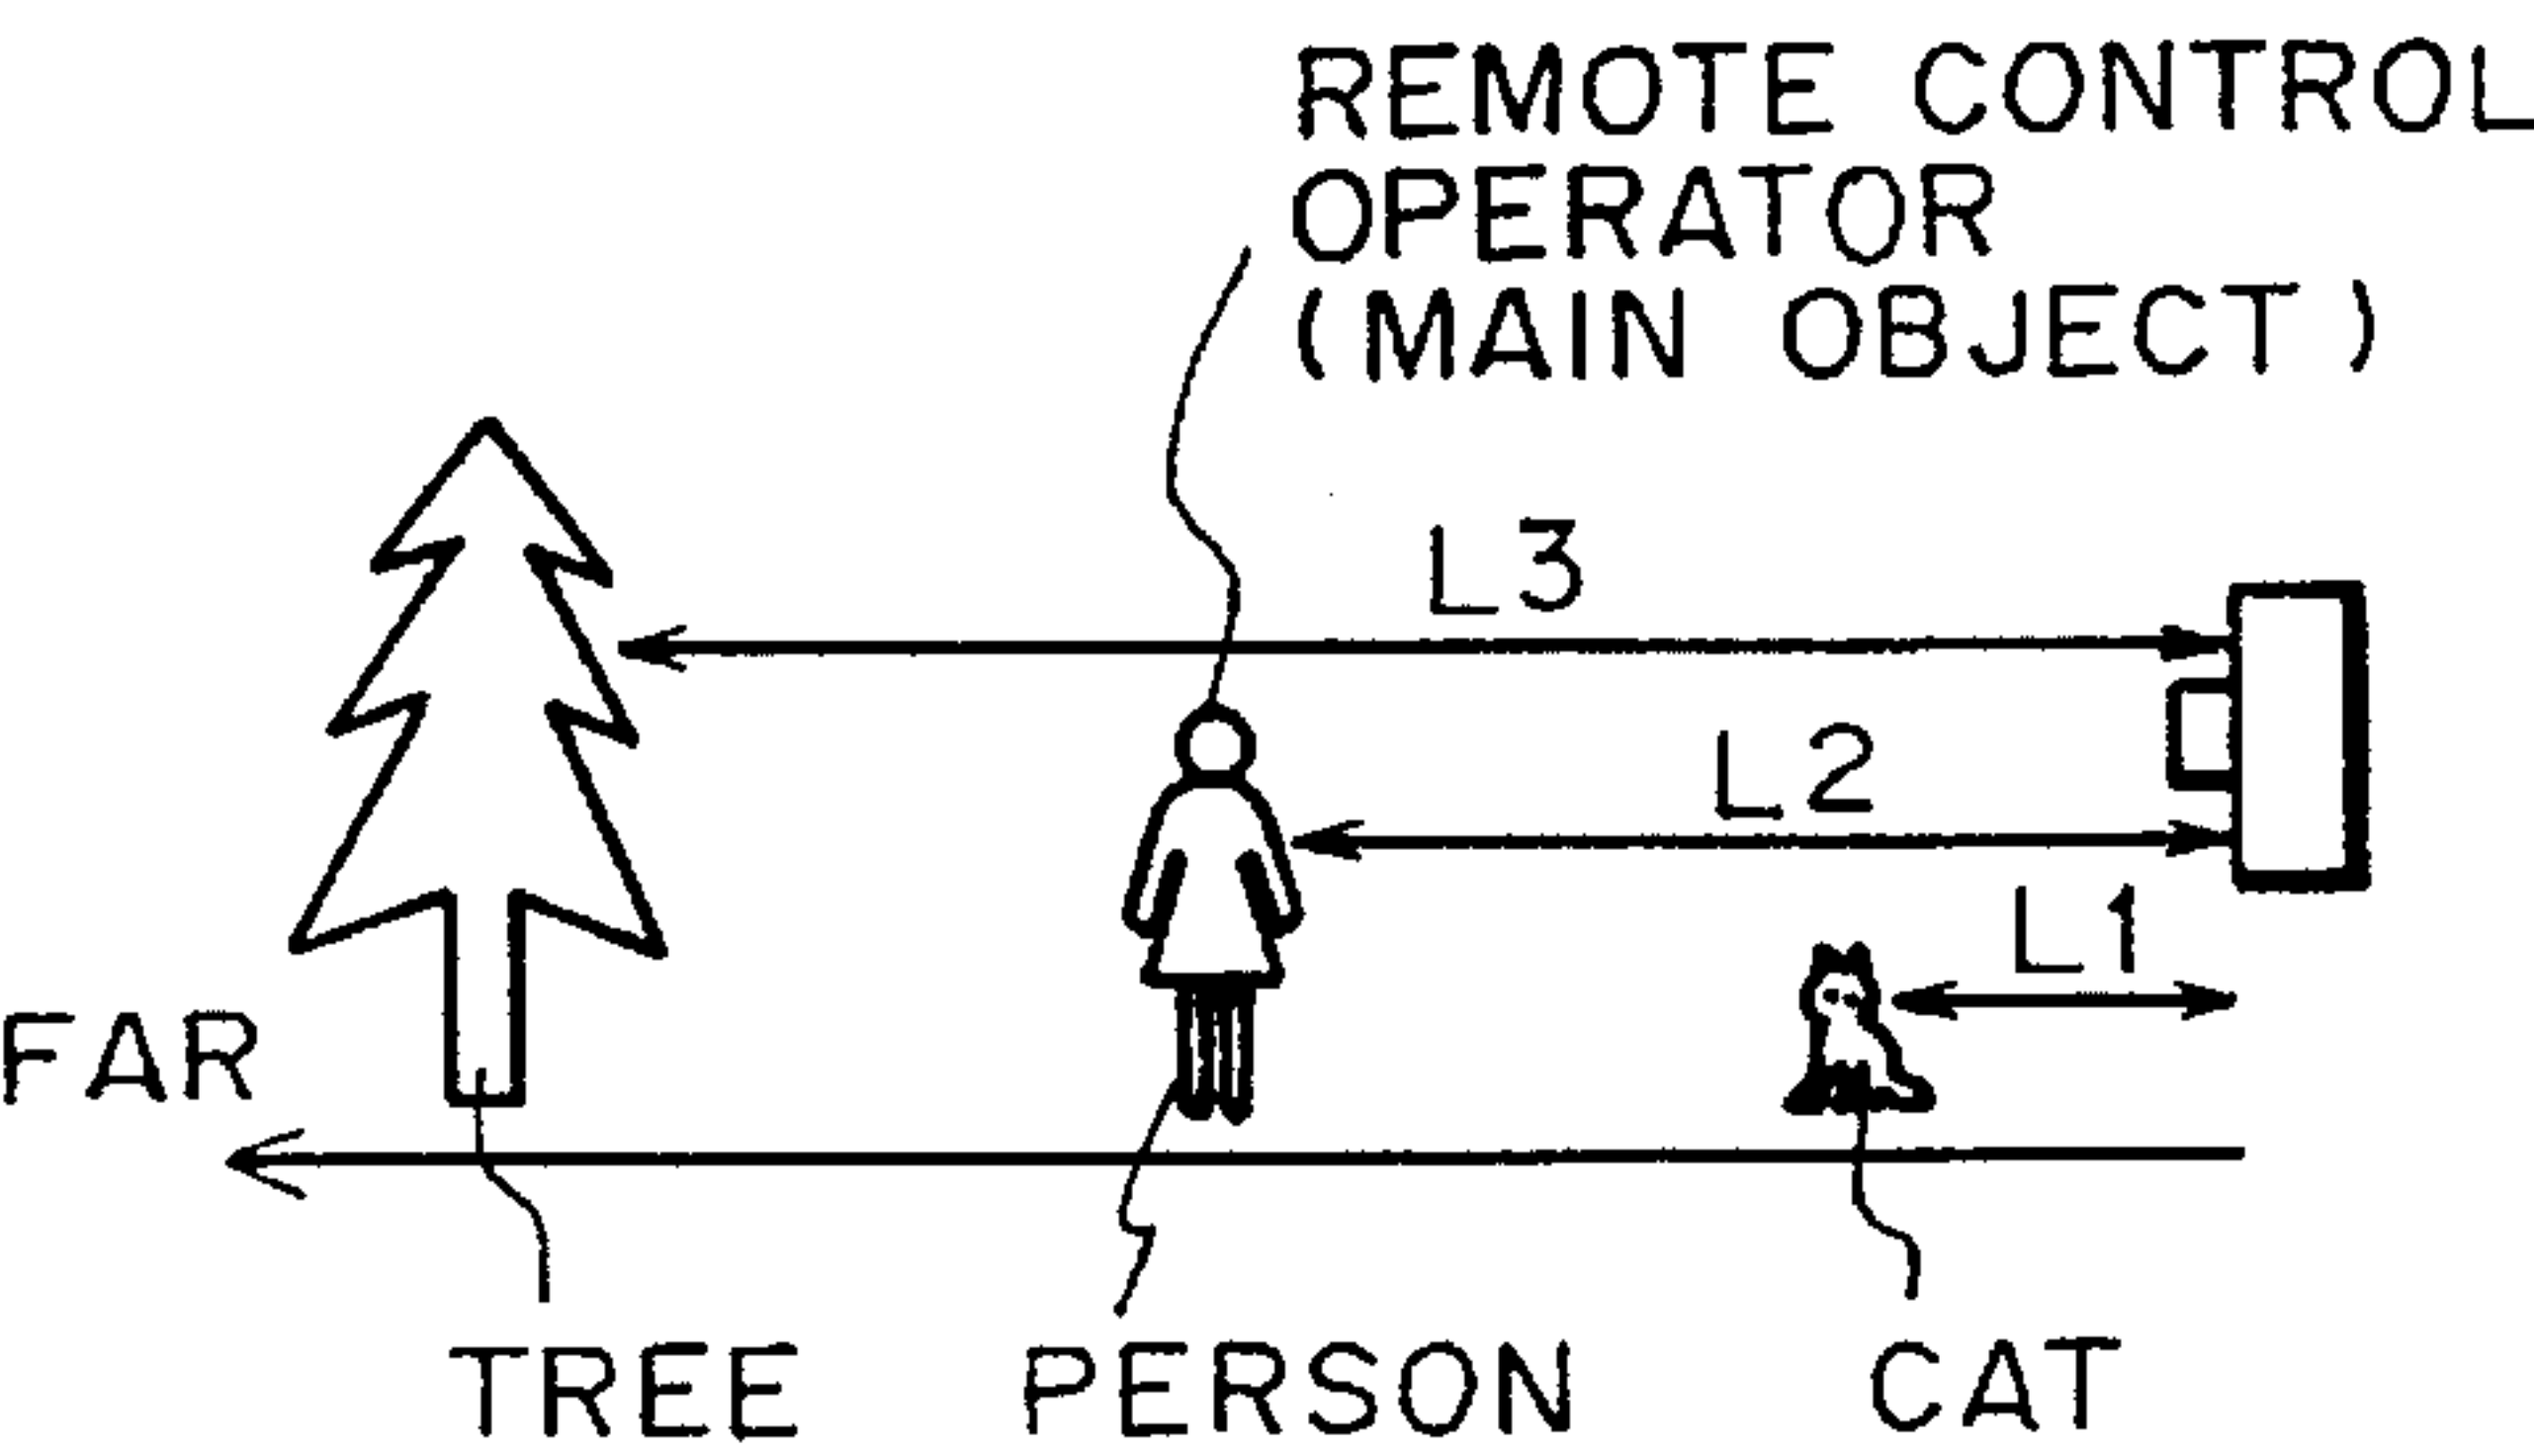 REMOTE CONTROL
OPERATOR
(MAIN OBJECT)
L3
L2
L1
FAR
TREE PERSON CAT